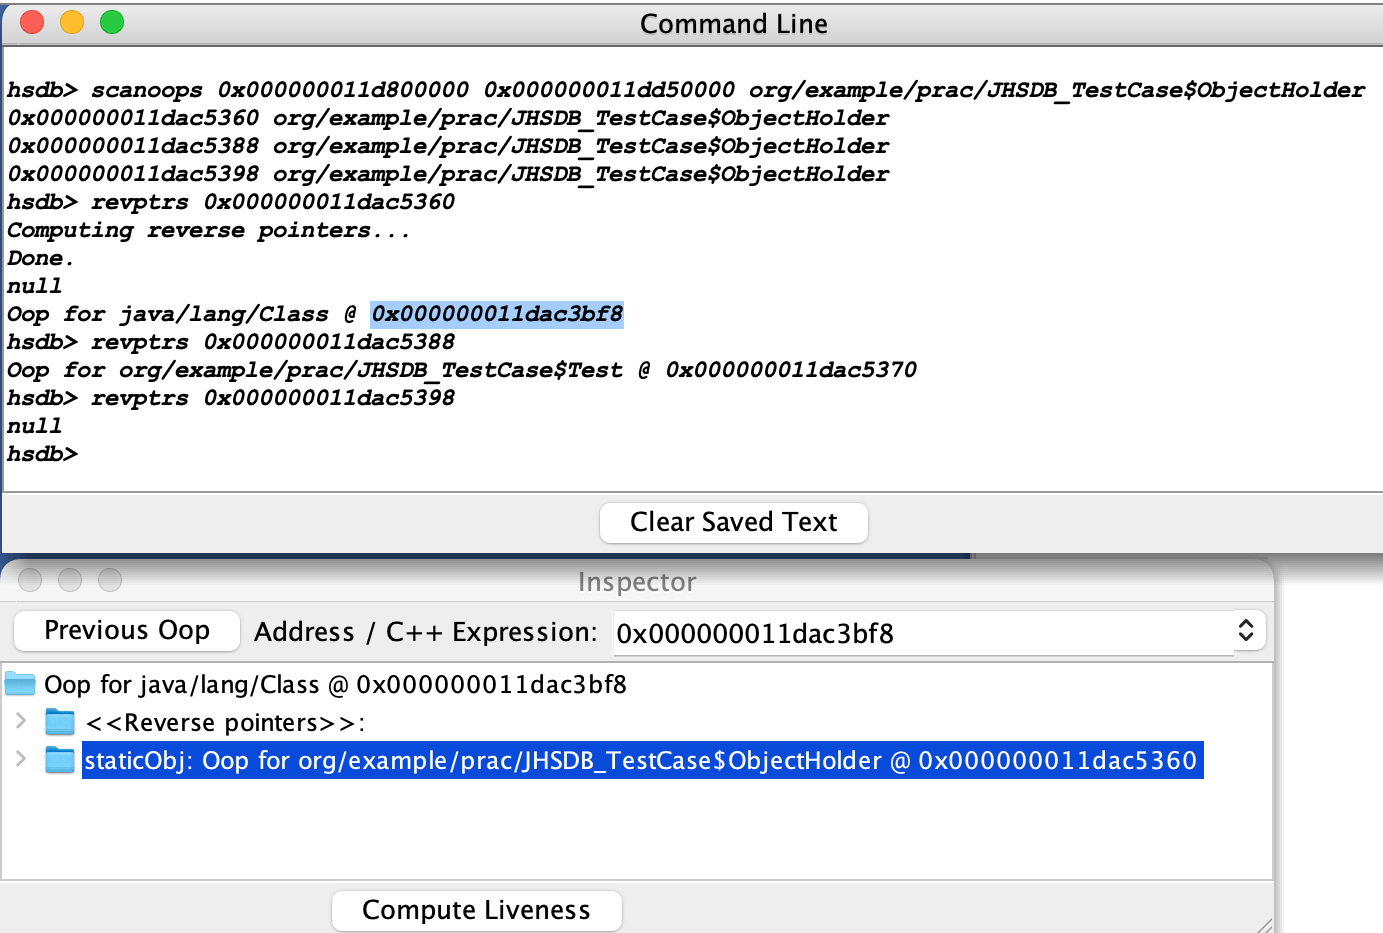 Command Line
hsdb> scanoops 0x000000011d800000 0x000000011dd50000 org/example/prac/JHSDB_TestCase$ObjectHolder
0x000000011dac5360 org/example/prac/JHSDB_TestCase$ObjectHolder
0x000000011dac5388 org/example/prac/JHSDB_TestCase$ObjectHolder
0x000000011dac5398 org/example/prac/JHSDB_TestCase$ObjectHolder
hsdb> revptrs 0x000000011dac5360
Computing reverse pointers...
Done.
null
Oop for java/lang/Class @ 0x000000011dac3bf8
hsdb> revptrs 0x000000011dac5388
Oop for org/example/prac/JHSDB_TestCase$Test @ 0x000000011dac5370
hsdb> revptrs 0x000000011dac5398
null
hsdb>
Clear Saved Text
Inspector
Previous Oop Address / C++ Expression: 0x000000011dac3bf8
Oop for java/lang/Class @ 0x000000011dac3bf8
<<Reverse pointers>>:
staticObj: Oop for org/example/prac/JHSDB_TestCase$ObjectHolder @ 0x000000011dac5360
Compute Liveness